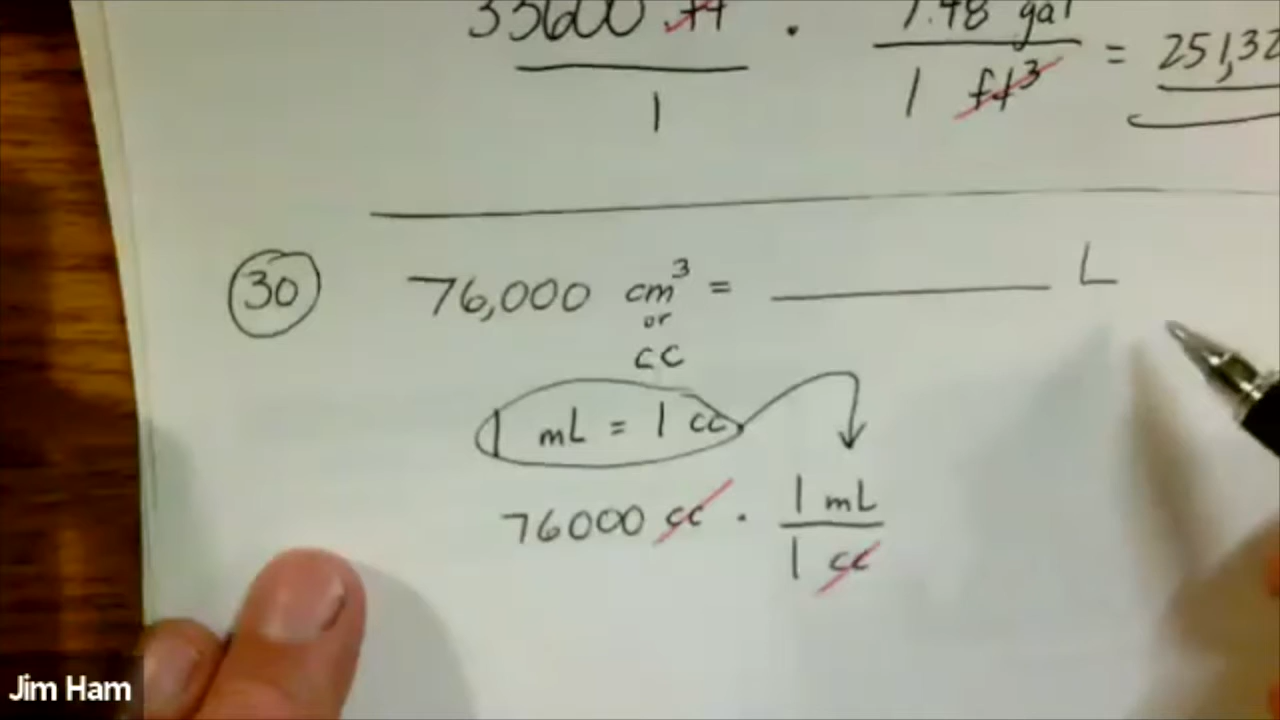 33600 ft · 7.48 gal / 1 ft³ = 251,32
1
30 76,000 cm³ = ________ L
or
cc
1 mL = 1 cc
76000 cc · 1 mL / 1 cc
Jim Ham